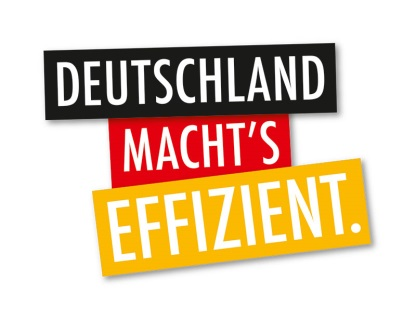 DEUTSCHLAND
MACHT'S
EFFIZIENT.